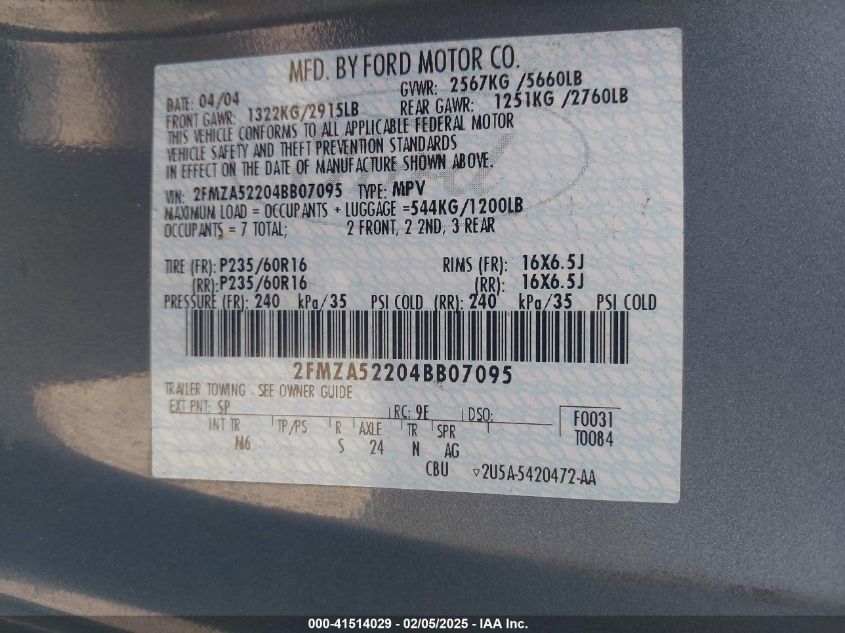 MFD. BY FORD MOTOR CO.
DATE: 04/04 GVWR: 2567KG /5660LB
FRONT GAWR: 1322KG/2915LB REAR GAWR: 1251KG /2760LB
THIS VEHICLE CONFORMS TO ALL APPLICABLE FEDERAL MOTOR
VEHICLE SAFETY AND THEFT PREVENTION STANDARDS
IN EFFECT ON THE DATE OF MANUFACTURE SHOWN ABOVE.
VIN: 2FMZA52204BB07095 TYPE: MPV
MAXIMUM LOAD = OCCUPANTS + LUGGAGE =544KG/1200LB
OCCUPANTS = 7 TOTAL; 2 FRONT, 2 2ND, 3 REAR
TIRE (FR): P235/60R16 RIMS (FR): 16X6.5J
(RR): P235/60R16 (RR): 16X6.5J
PRESSURE (FR): 240 kPa/35 PSI COLD (RR): 240 kPa/35 PSI COLD
2FMZA52204BB07095
TRAILER TOWING - SEE OWNER GUIDE
EXT PNT: SP RC: 9E DSO: F0031
INT TR TP/PS R AXLE TR SPR T0084
M6 S 24 N AG
CBU 2U5A-5420472-AA
000-41514029 - 02/05/2025 - IAA Inc.